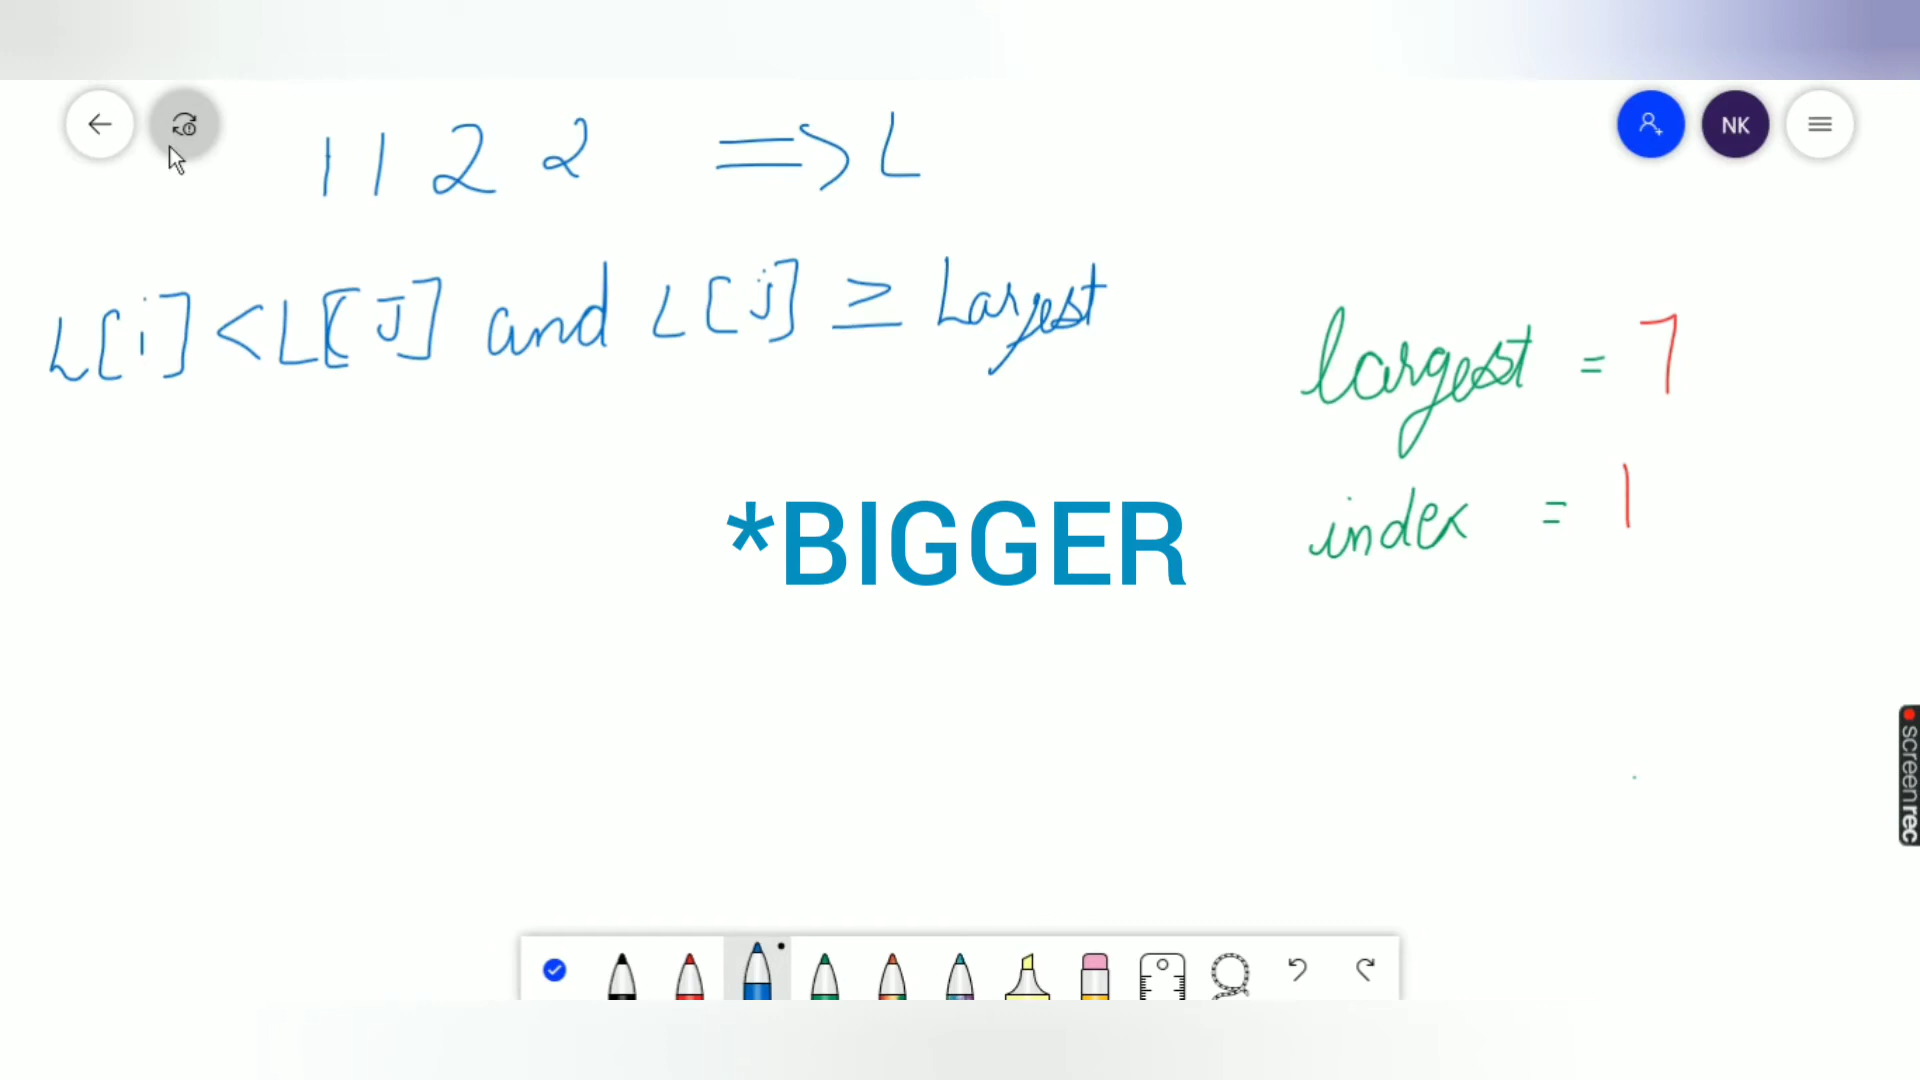 1 1 2 2 => L
NK
L[i] < L[J] and L[j] ≥ Largest
largest = 7
index = 1
*BIGGER
screenrec